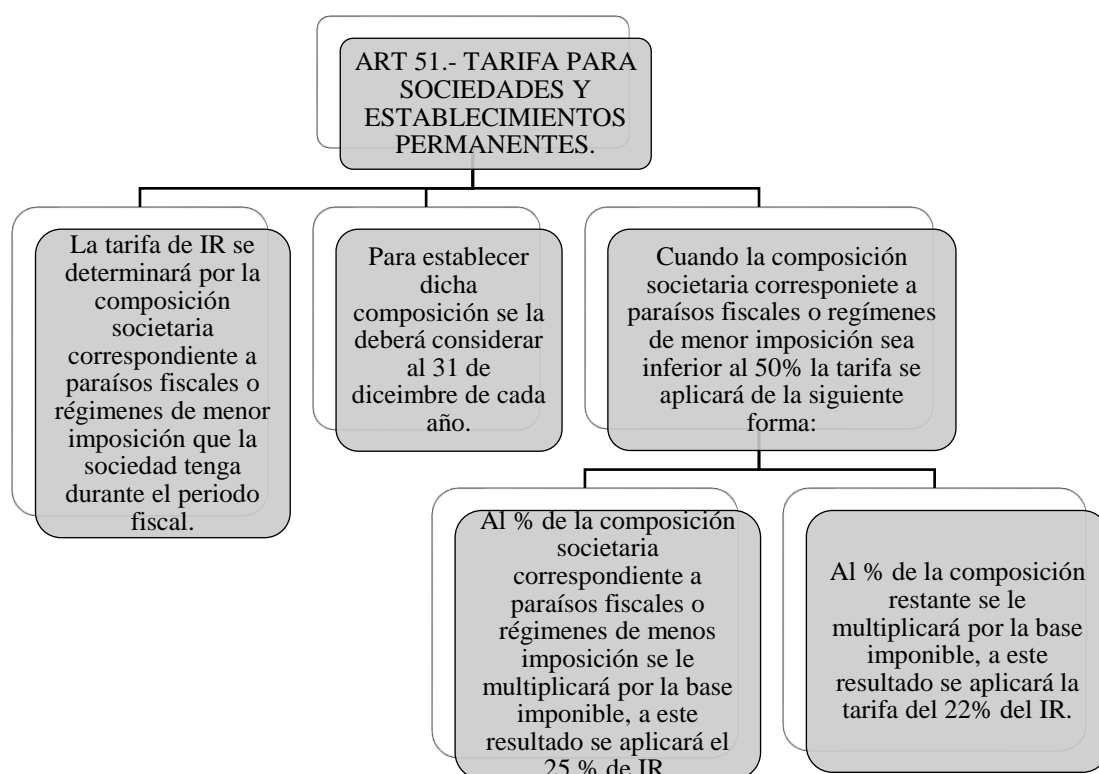 ART 51.- TARIFA PARA
SOCIEDADES Y
ESTABLECIMIENTOS
PERMANENTES.
La tarifa de IR se
determinará por la
composición
societaria
correspondiente a
paraísos fiscales o
régimenes de menor
imposición que la
sociedad tenga
durante el periodo
fiscal.
Para establecer
dicha
composición se la
deberá considerar
al 31 de
diceimbre de cada
año.
Cuando la composición
societaria corresponiete a
paraísos fiscales o regímenes
de menor imposición sea
inferior al 50% la tarifa se
aplicará de la siguiente
forma:
Al % de la composición
societaria
correspondiente a
paraísos fiscales o
régimenes de menos
imposición se le
multiplicará por la base
imponible, a este
resultado se aplicará el
25 % de IR
Al % de la composición
restante se le
multiplicará por la base
imponible, a este
resultado se aplicará la
tarifa del 22% del IR.